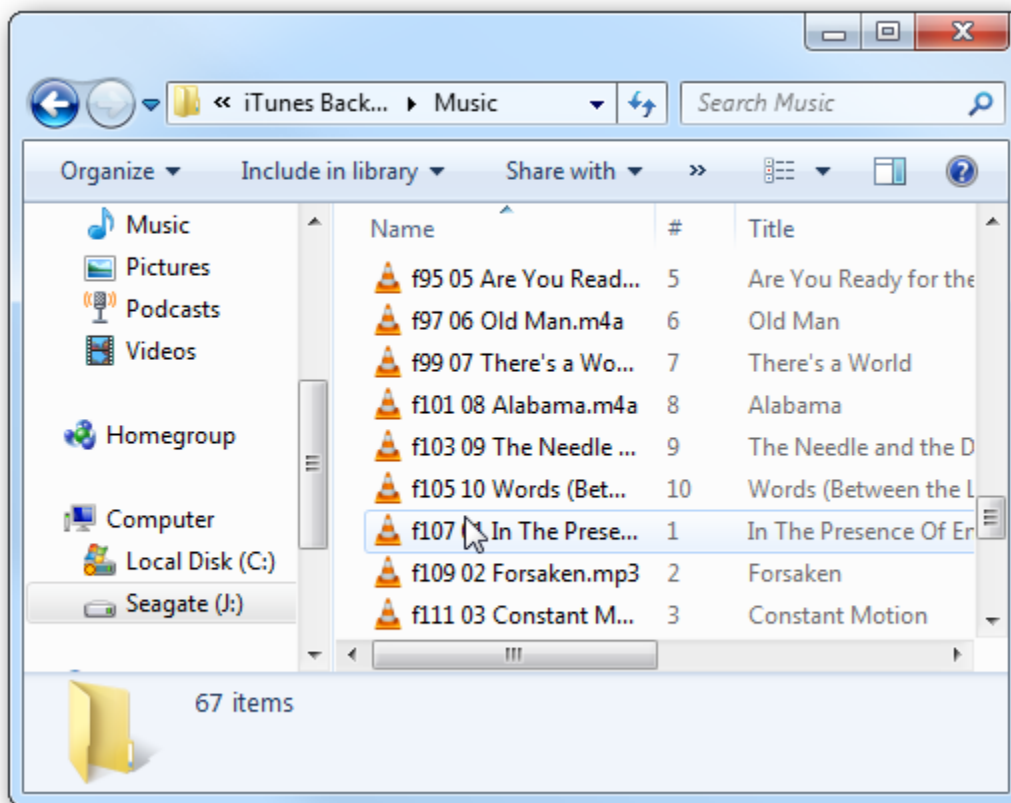 « iTunes Back... Music Search Music
Organize Include in library Share with »
Music
Pictures
Podcasts
Videos
Homegroup
Computer
Local Disk (C:)
Seagate (J:)
Name # Title
f95 05 Are You Read... 5 Are You Ready for the
f97 06 Old Man.m4a 6 Old Man
f99 07 There's a Wo... 7 There's a World
f101 08 Alabama.m4a 8 Alabama
f103 09 The Needle ... 9 The Needle and the D
f105 10 Words (Bet... 10 Words (Between the L
f107 In The Prese... 1 In The Presence Of En
f109 02 Forsaken.mp3 2 Forsaken
f111 03 Constant M... 3 Constant Motion
67 items